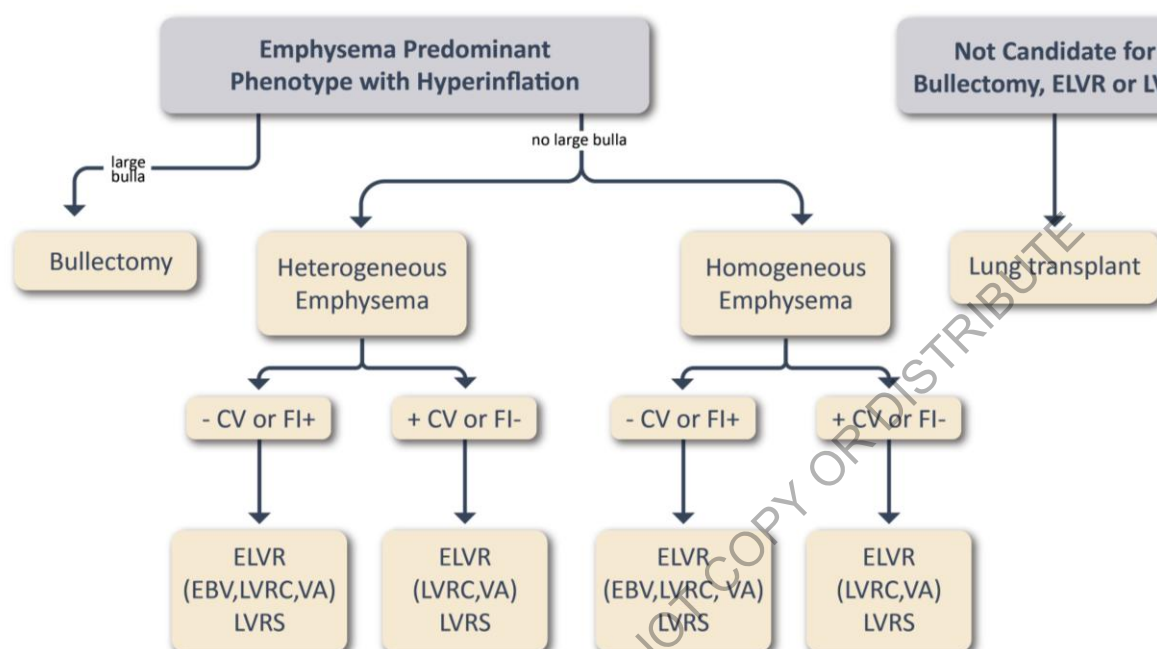 Emphysema Predominant
Phenotype with Hyperinflation
Not Candidate for
Bullectomy, ELVR or
large
bulla
no large bulla
Bullectomy
Heterogeneous
Emphysema
Homogeneous
Emphysema
Lung transplant
- CV or FI+
+ CV or FI-
- CV or FI+
+ CV or FI-
ELVR
(EBV,LVRC,VA)
LVRS
ELVR
(LVRC,VA)
LVRS
ELVR
(EBV,LVRC, VA)
LVRS
ELVR
(LVRC,VA)
LVRS
NOT COPY OR DISTRIBUTE